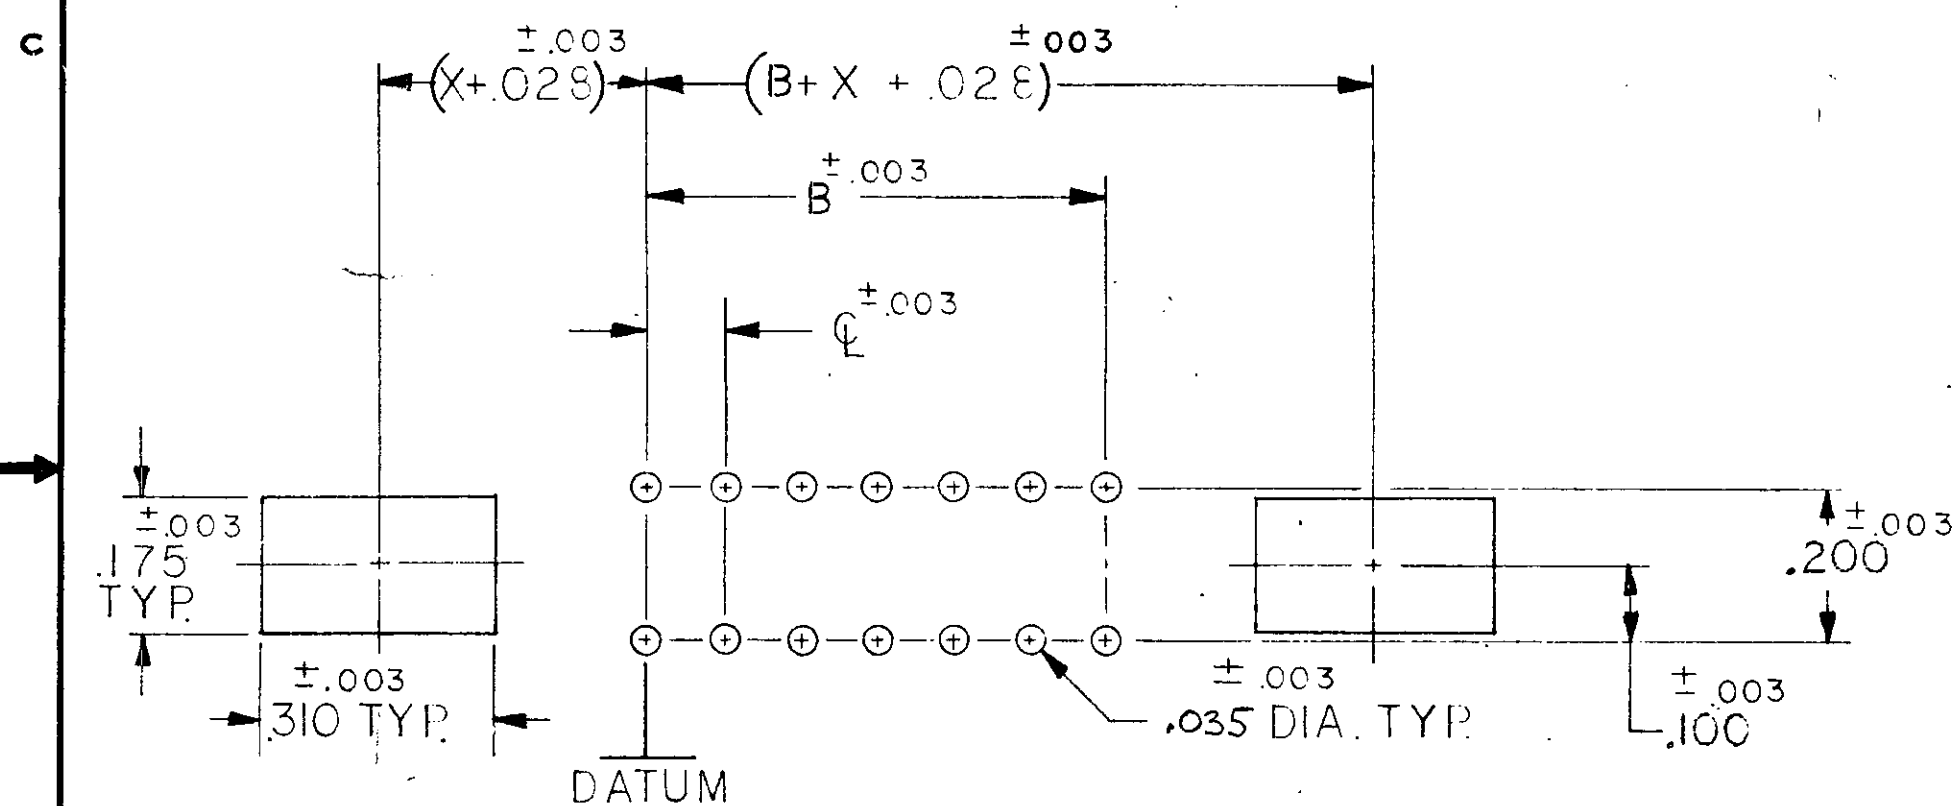 C
±.003
(X+.028)
±.003
(B+ X + .028)
±.003
B
±.003
℄
±.003
.175
TYP.
±.003
.310 TYP.
DATUM
±.003
.035 DIA. TYP.
±.003
.200
±.003
.100